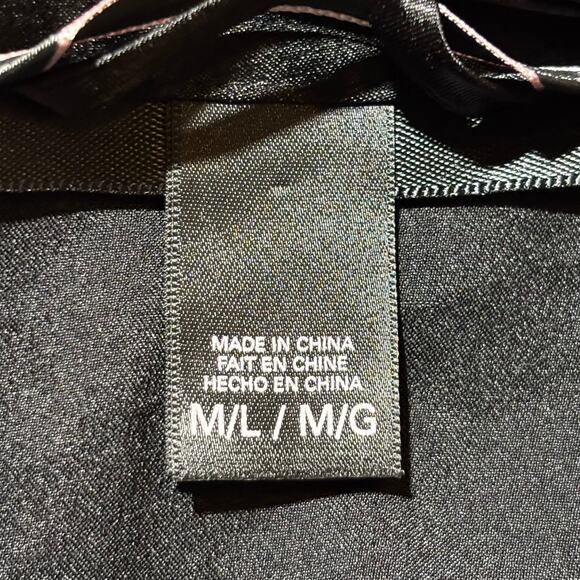 MADE IN CHINA
FAIT EN CHINE
HECHO EN CHINA
M/L / M/G